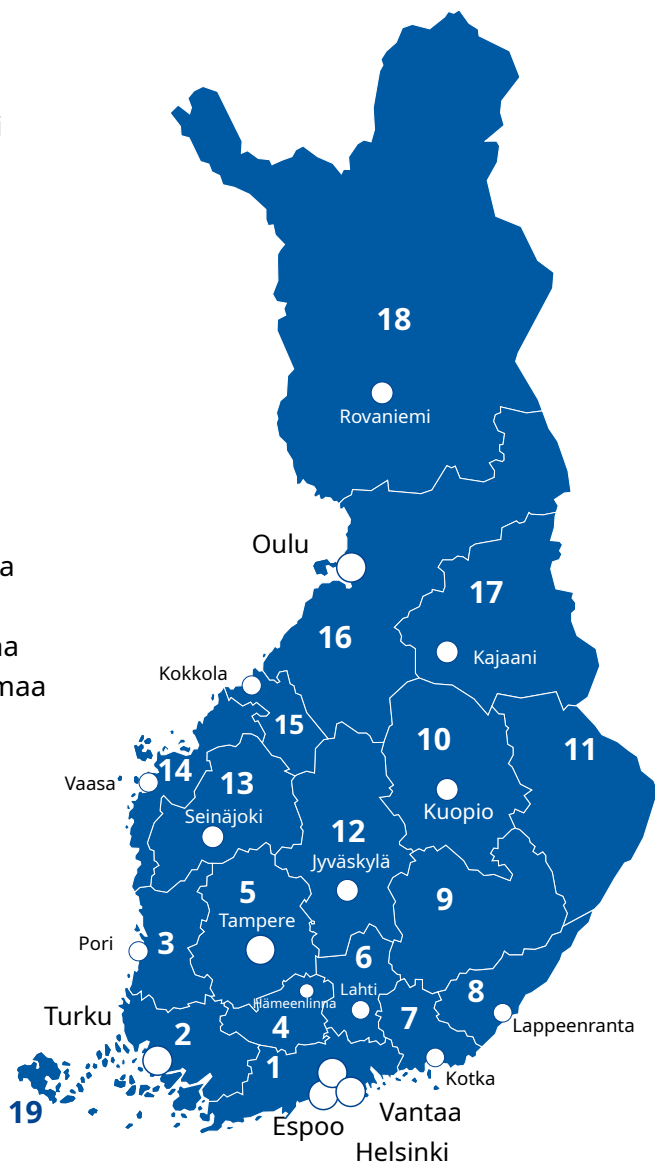 i
18
Rovaniemi
Oulu
a
17
16
Kajaani
a
maa
Kokkola
15
10
11
14
13
Vaasa
Kuopio
Seinäjoki
12
Jyväskylä
5
9
Tampere
3
Pori
6
8
Lahti
Hämeenlinna
Turku
7
2
4
Lappeenranta
1
Kotka
19
Vantaa
Espoo
Helsinki